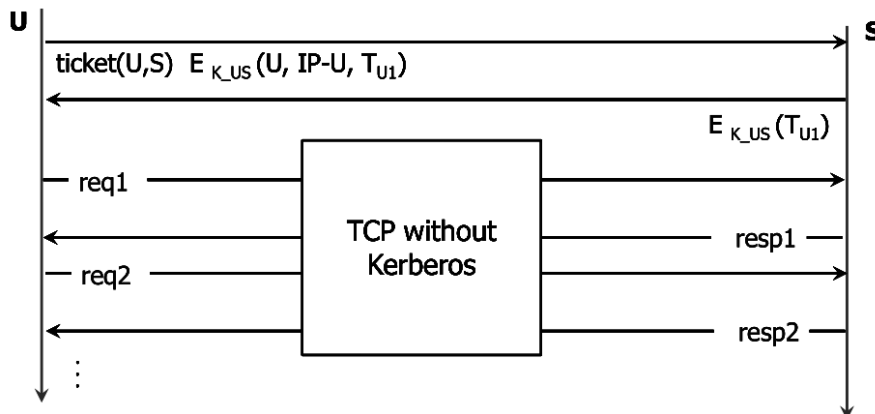 U
S
ticket(U,S) E K_US (U, IP-U, TU1)
E K_US (TU1)
req1
TCP without
Kerberos
resp1
req2
resp2
⋮